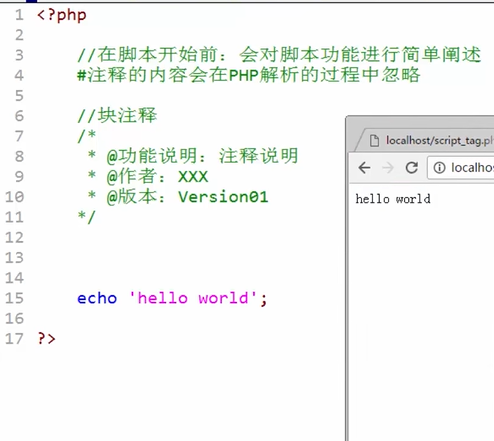 1 <?php
2
3 //在脚本开始前：会对脚本功能进行简单阐述
4 #注释的内容会在PHP解析的过程中忽略
5
6 //块注释
7 /*
8 * @功能说明：注释说明
9 * @作者：XXX
10 * @版本：Version01
11 */
12
13
14
15 echo 'hello world';
16
17 ?>
localhost/script_tag.p
localhos
hello world